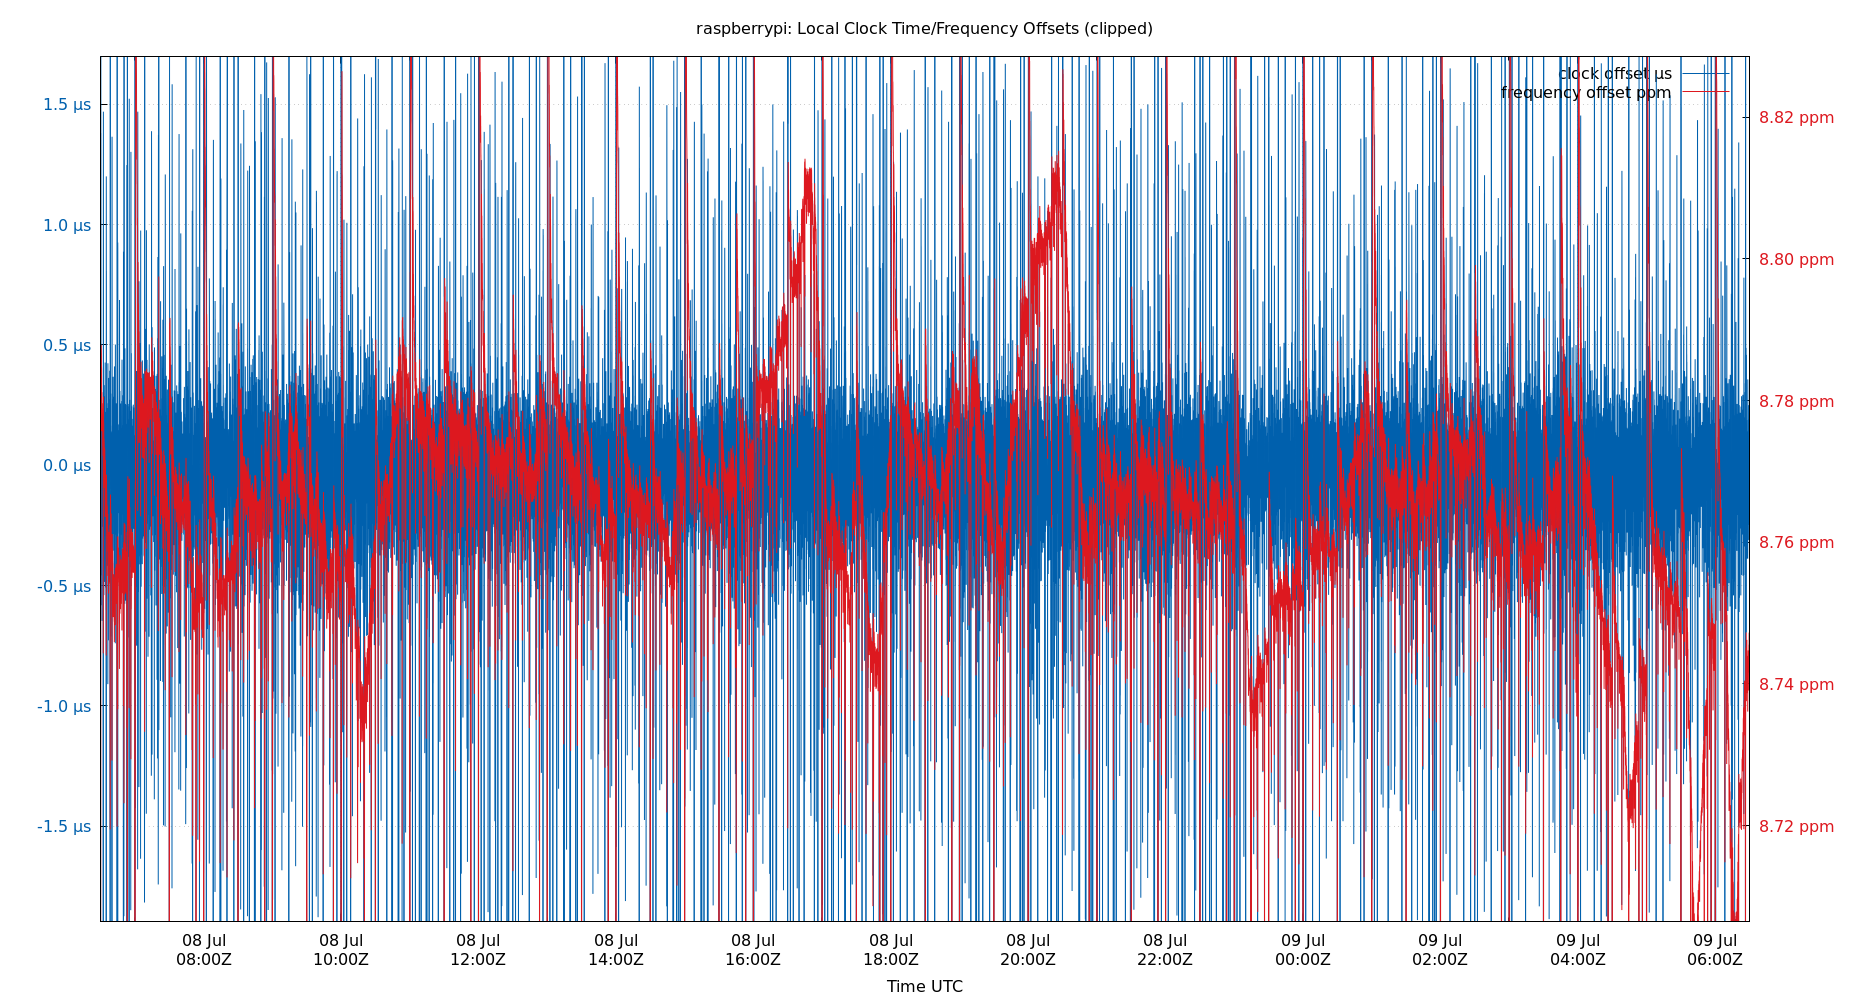 raspberrypi: Local Clock Time/Frequency Offsets (clipped)
clock offset µs
frequency offset ppm
1.5 µs
1.0 µs
0.5 µs
0.0 µs
-0.5 µs
-1.0 µs
-1.5 µs
8.82 ppm
8.80 ppm
8.78 ppm
8.76 ppm
8.74 ppm
8.72 ppm
08 Jul 08 Jul 08 Jul 08 Jul 08 Jul 08 Jul 08 Jul 08 Jul 09 Jul 09 Jul 09 Jul 09 Jul
08:00Z 10:00Z 12:00Z 14:00Z 16:00Z 18:00Z 20:00Z 22:00Z 00:00Z 02:00Z 04:00Z 06:00Z
Time UTC